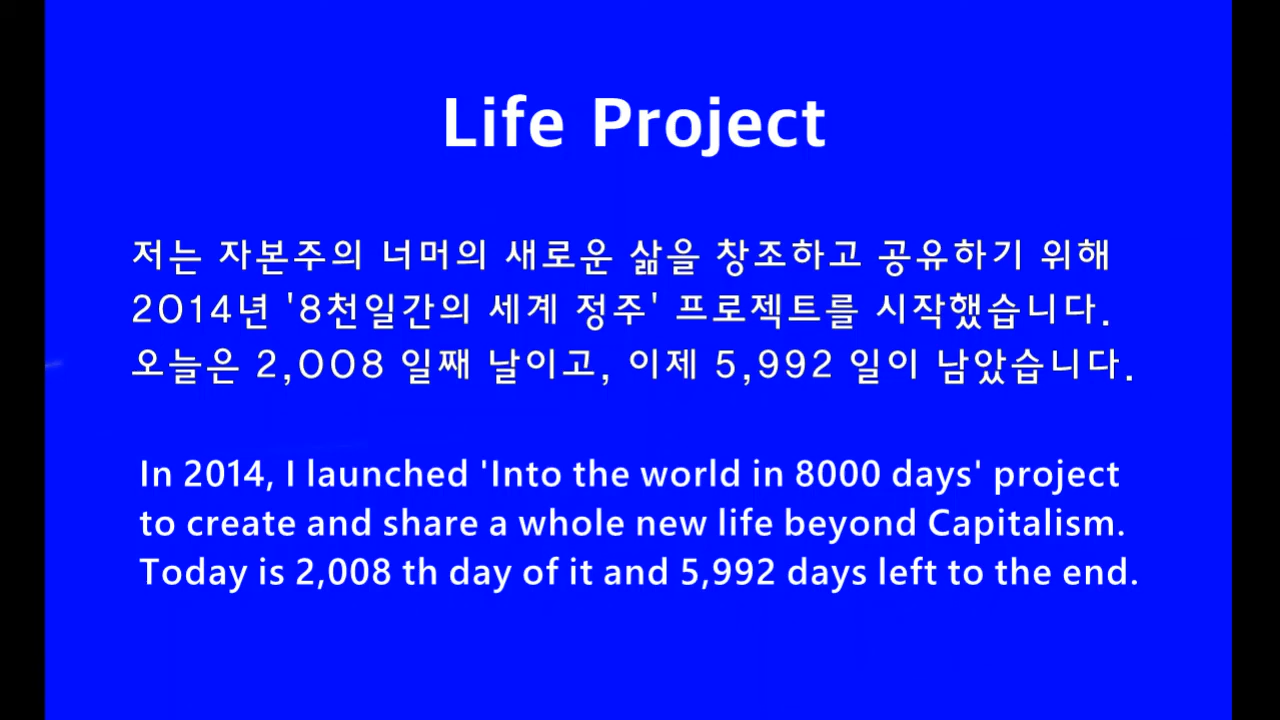 Life Project
저는 자본주의 너머의 새로운 삶을 창조하고 공유하기 위해
2014년 '8천일간의 세계 정주' 프로젝트를 시작했습니다.
오늘은 2,008 일째 날이고, 이제 5,992 일이 남았습니다.
In 2014, I launched 'Into the world in 8000 days' project
to create and share a whole new life beyond Capitalism.
Today is 2,008 th day of it and 5,992 days left to the end.